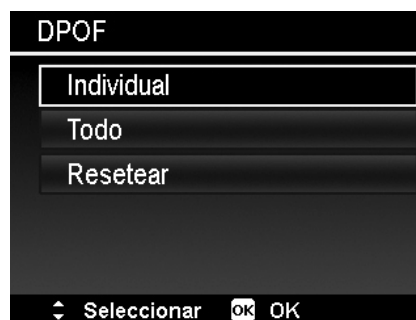 DPOF
Individual
Todo
Resetear
Seleccionar OK OK